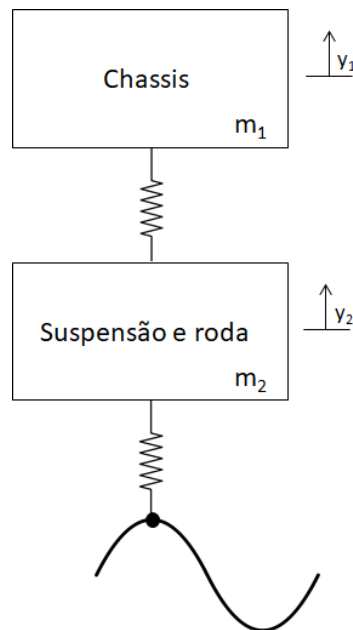 Chassis
m₁
y₁
Suspensão e roda
m₂
y₂